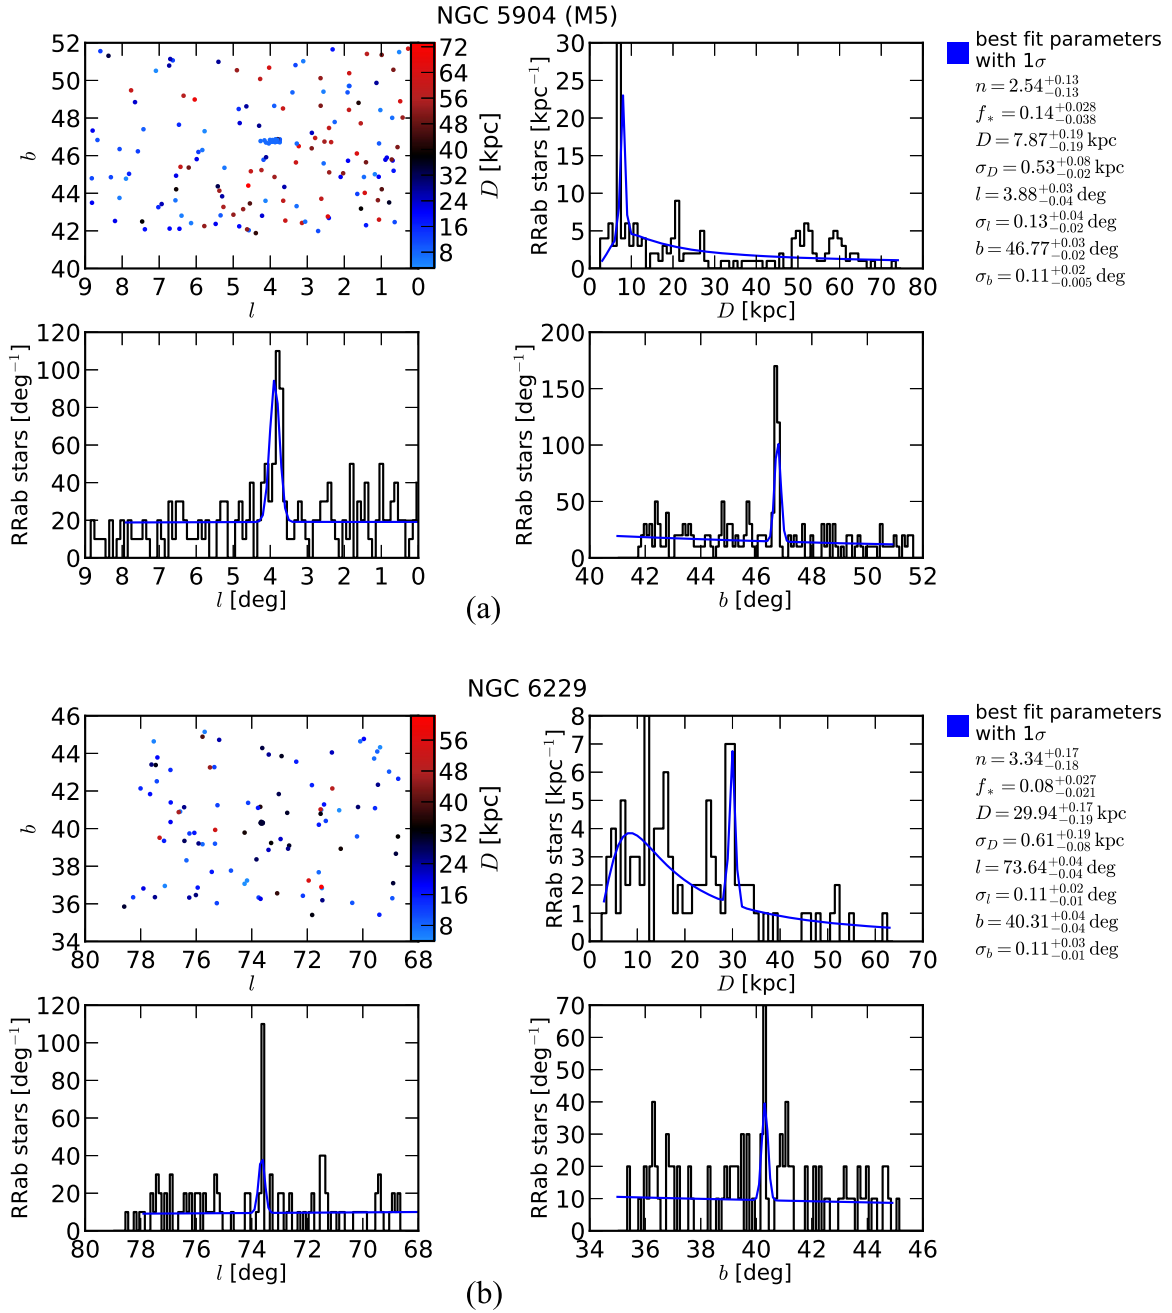 NGC 5904 (M5)
52
50
48
46
44
42
40
b
9 8 7 6 5 4 3 2 1 0
l
72
64
56
48
40
32
24
16
8
D [kpc]
30
25
20
15
10
5
0
RRab stars [kpc⁻¹]
0 10 20 30 40 50 60 70 80
D [kpc]
best fit parameters
with 1σ
n = 2.54 +0.13 −0.13
f* = 0.14 +0.028 −0.038
D = 7.87 +0.19 −0.19 kpc
σ_D = 0.53 +0.08 −0.02 kpc
l = 3.88 +0.03 −0.04 deg
σ_l = 0.13 +0.04 −0.02 deg
b = 46.77 +0.03 −0.02 deg
σ_b = 0.11 +0.02 −0.005 deg
120
100
80
60
40
20
0
RRab stars [deg⁻¹]
9 8 7 6 5 4 3 2 1 0
l [deg]
200
150
100
50
0
RRab stars [deg⁻¹]
40 42 44 46 48 50 52
b [deg]
(a)
NGC 6229
46
44
42
40
38
36
34
b
80 78 76 74 72 70 68
l
56
48
40
32
24
16
8
D [kpc]
8
7
6
5
4
3
2
1
0
RRab stars [kpc⁻¹]
0 10 20 30 40 50 60 70
D [kpc]
best fit parameters
with 1σ
n = 3.34 +0.17 −0.18
f* = 0.08 +0.027 −0.021
D = 29.94 +0.17 −0.19 kpc
σ_D = 0.61 +0.19 −0.08 kpc
l = 73.64 +0.04 −0.04 deg
σ_l = 0.11 +0.02 −0.01 deg
b = 40.31 +0.04 −0.04 deg
σ_b = 0.11 +0.03 −0.01 deg
120
100
80
60
40
20
0
RRab stars [deg⁻¹]
80 78 76 74 72 70 68
l [deg]
70
60
50
40
30
20
10
0
RRab stars [deg⁻¹]
34 36 38 40 42 44 46
b [deg]
(b)